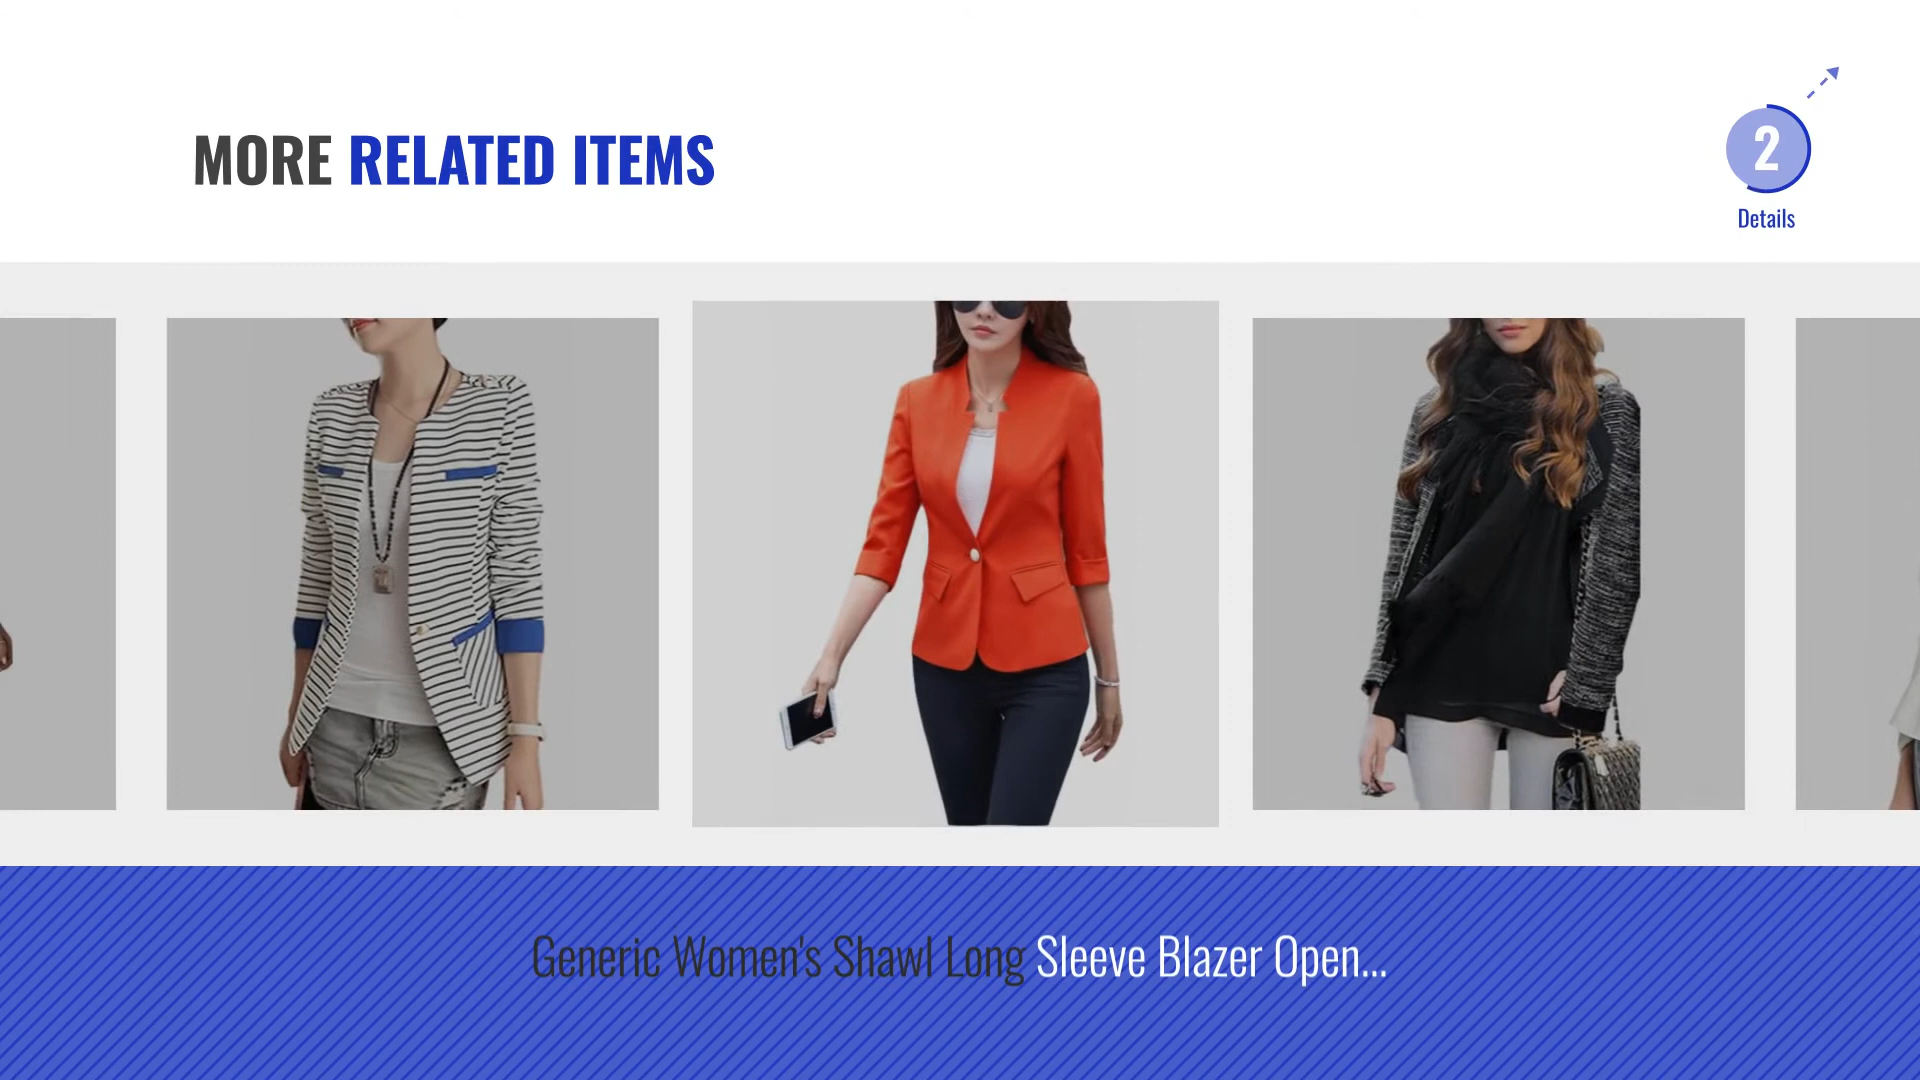 MORE RELATED ITEMS
2
Details
Generic Women's Shawl Long Sleeve Blazer Open...